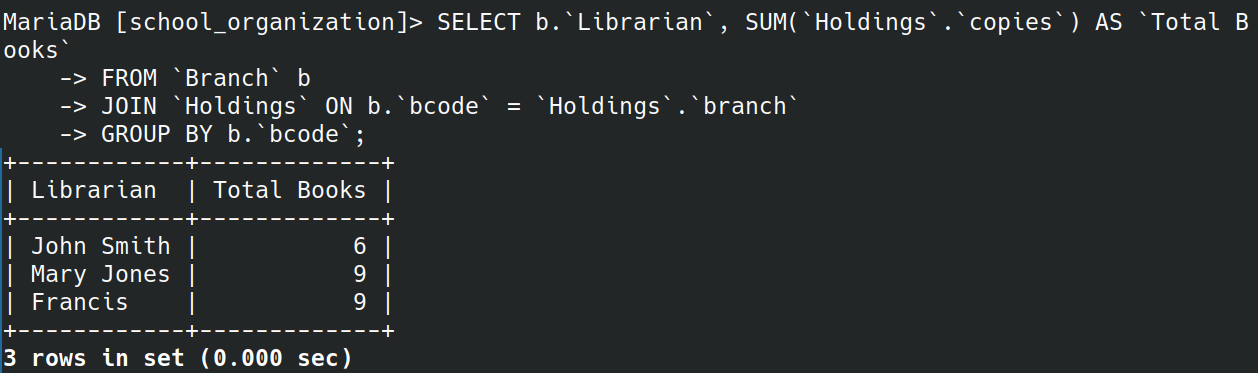 MariaDB [school_organization]> SELECT b.`Librarian`, SUM(`Holdings`.`copies`) AS `Total B
ooks`
    -> FROM `Branch` b
    -> JOIN `Holdings` ON b.`bcode` = `Holdings`.`branch`
    -> GROUP BY b.`bcode`;
+------------+-------------+
| Librarian  | Total Books |
+------------+-------------+
| John Smith |           6 |
| Mary Jones |           9 |
| Francis    |           9 |
+------------+-------------+
3 rows in set (0.000 sec)